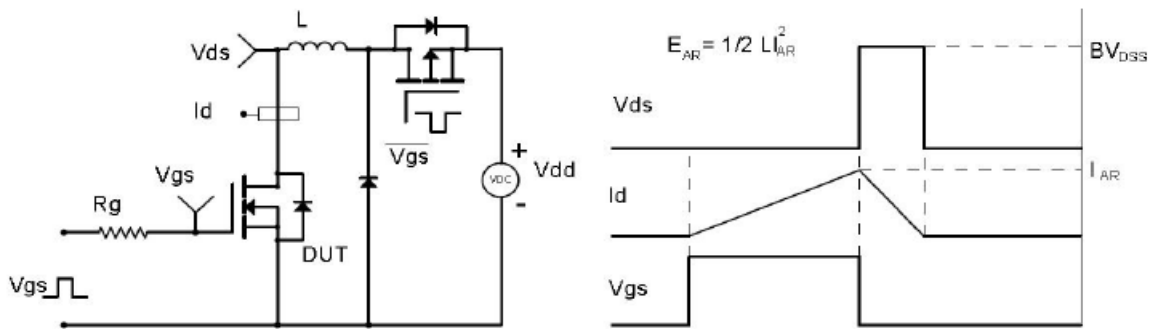 L
Vds
Id
Vgs
Vgs
Rg
DUT
Vgs
+
VDC
Vdd
-
E_AR = 1/2 LI²_AR
BV_DSS
Vds
I_AR
Id
Vgs